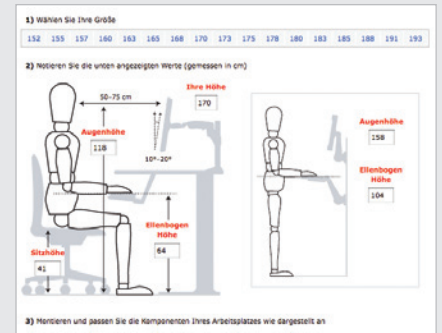 1) Wählen Sie Ihre Größe
152 155 157 160 163 165 168 170 173 175 178 180 183 185 188 191 193
2) Notieren Sie die unten angezeigten Werte (gemessen in cm)
50-75 cm
Ihre Höhe
170
Augenhöhe
118
10°-20°
Ellenbogen
Höhe
64
Sitzhöhe
41
Augenhöhe
158
Ellenbogen
Höhe
104
3) Montieren und passen Sie die Komponenten Ihres Arbeitsplatzes wie dargestellt an